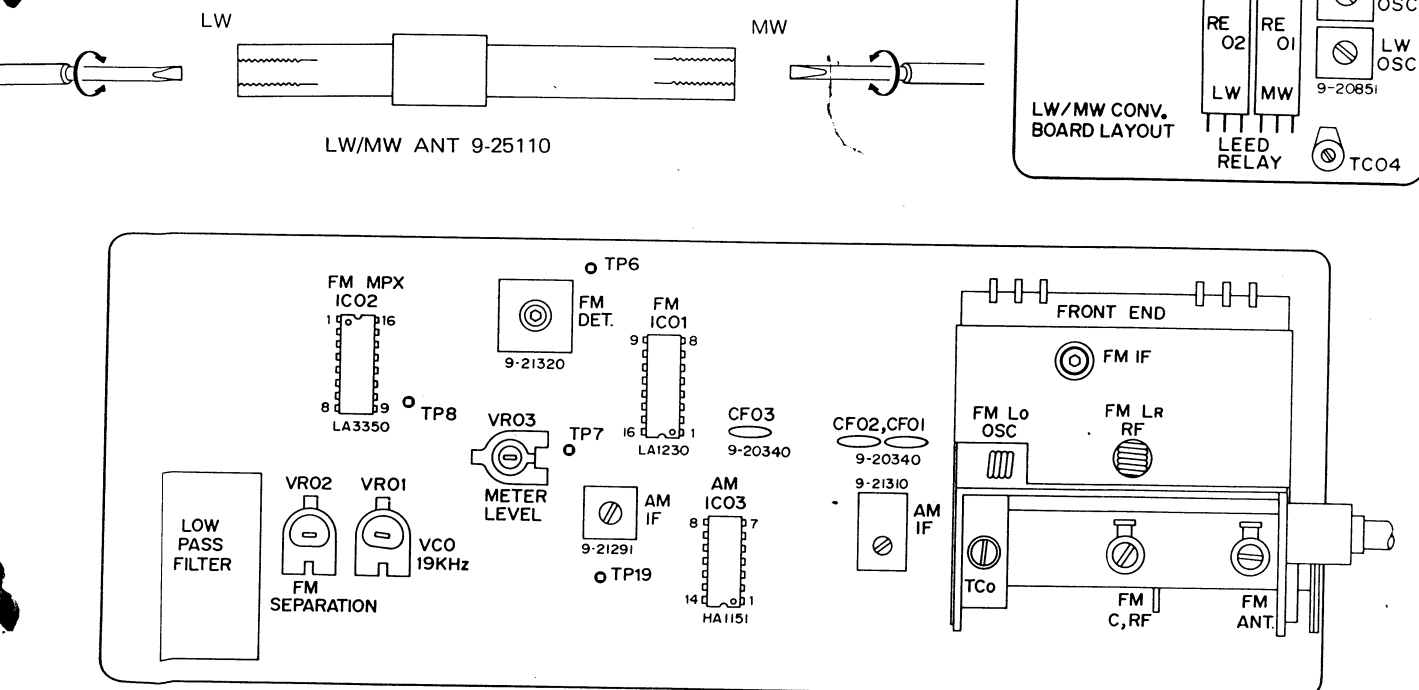 LW
MW
LW/MW ANT 9-25110
OSC
RE
02
RE
01
LW
OSC
9-20851
LW
MW
LW/MW CONV.
BOARD LAYOUT
LEED
RELAY
TC04
FM MPX
IC02
1
16
8
9
LA3350
TP8
TP6
FM
DET.
9-21320
FM
IC01
9
8
16
1
LA1230
VR03
TP7
METER
LEVEL
CF03
9-20340
CF02,CF01
9-20340
9-21310
AM
IF
FRONT END
FM IF
FM Lo
OSC
FM LR
RF
LOW
PASS
FILTER
VR02
VR01
VCO
19KHz
FM
SEPARATION
AM
IF
9-21291
TP19
AM
IC03
8
7
14
1
HA1151
TCo
FM
C,RF
FM
ANT.